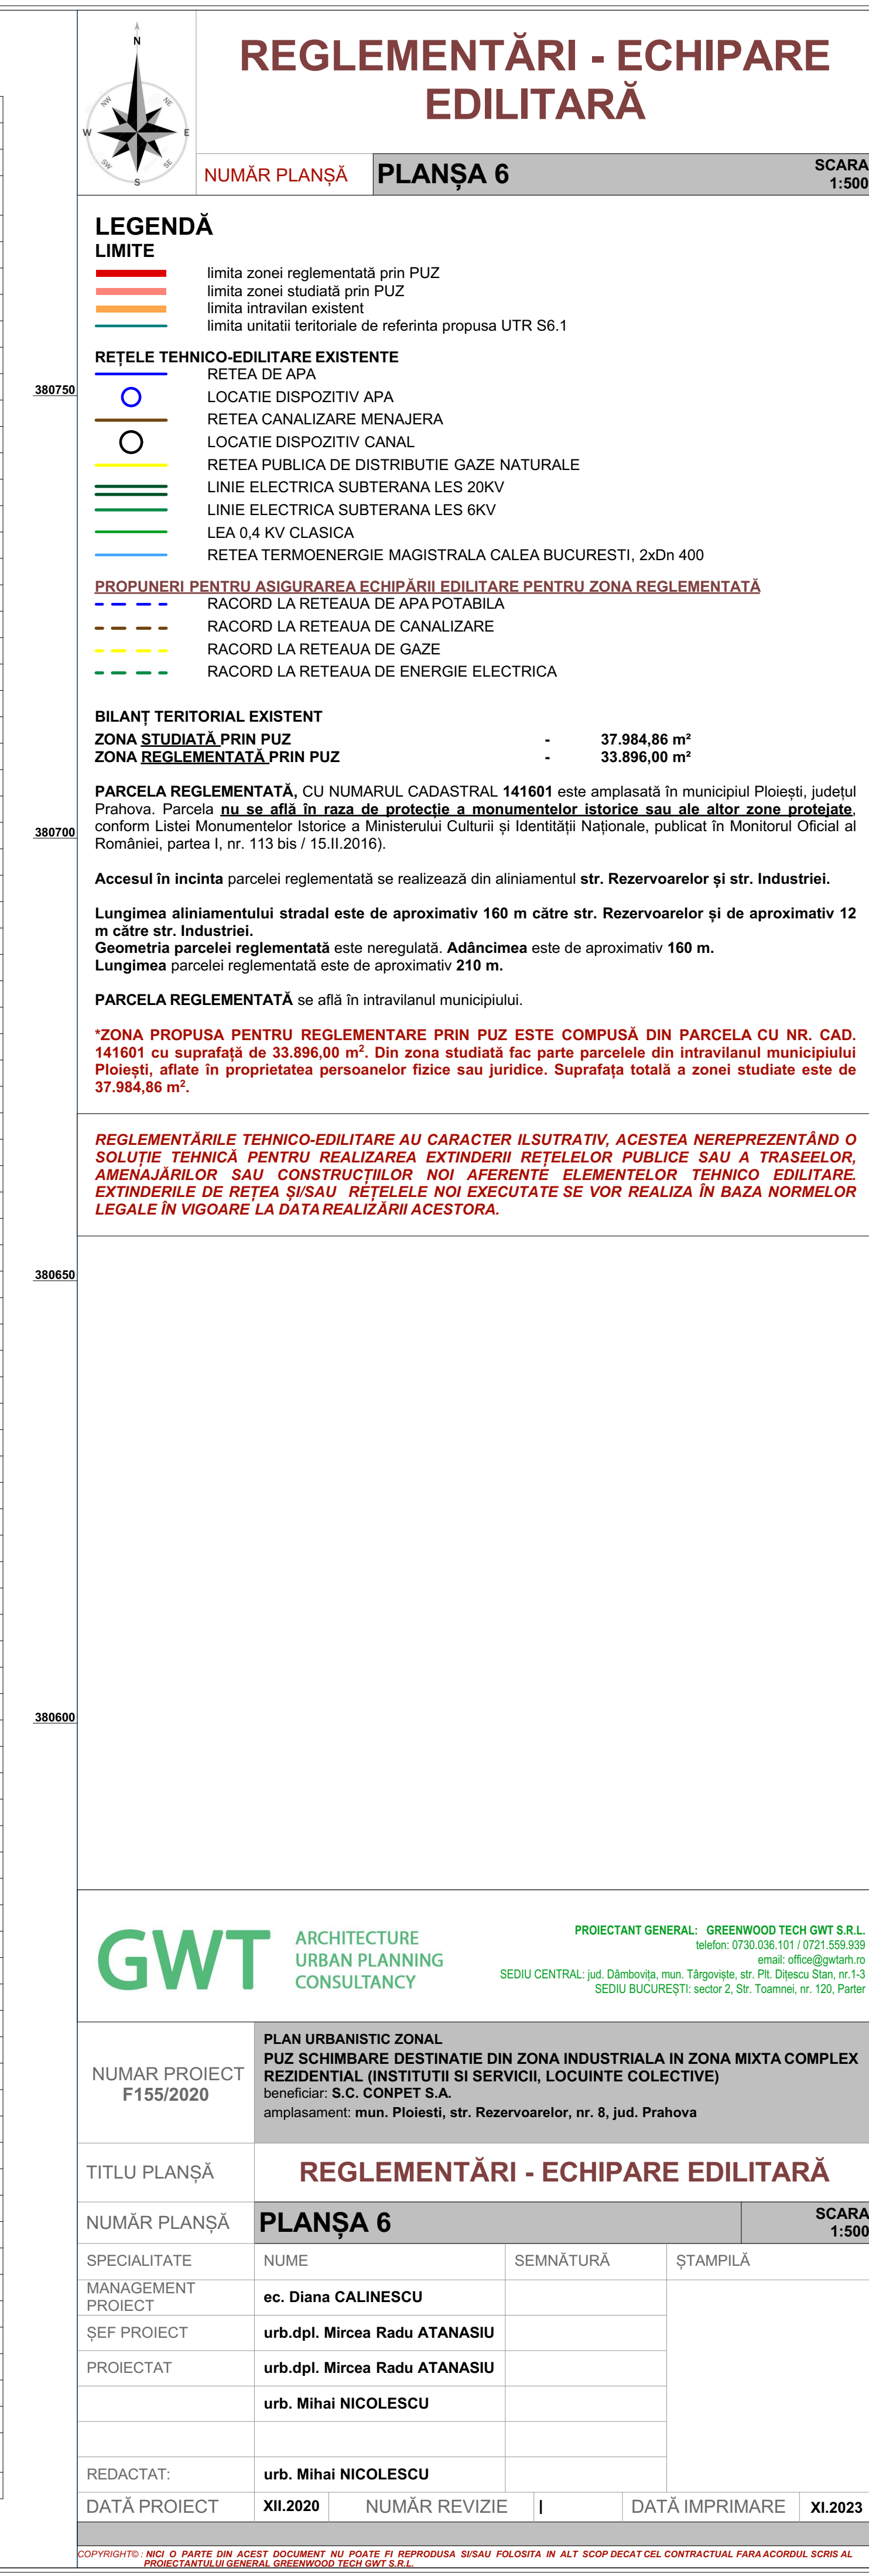 N
NW
NE
W
E
SW
SE
S
REGLEMENTĂRI - ECHIPARE
EDILITARĂ
NUMĂR PLANȘĂ
PLANȘA 6
SCARA
1:500
LEGENDĂ
LIMITE
limita zonei reglementată prin PUZ
limita zonei studiată prin PUZ
limita intravilan existent
limita unitatii teritoriale de referinta propusa UTR S6.1
REȚELE TEHNICO-EDILITARE EXISTENTE
RETEA DE APA
380750
LOCATIE DISPOZITIV APA
RETEA CANALIZARE MENAJERA
LOCATIE DISPOZITIV CANAL
RETEA PUBLICA DE DISTRIBUTIE GAZE NATURALE
LINIE ELECTRICA SUBTERANA LES 20KV
LINIE ELECTRICA SUBTERANA LES 6KV
LEA 0,4 KV CLASICA
RETEA TERMOENERGIE MAGISTRALA CALEA BUCURESTI, 2xDn 400
PROPUNERI PENTRU ASIGURAREA ECHIPĂRII EDILITARE PENTRU ZONA REGLEMENTATĂ
RACORD LA RETEAUA DE APA POTABILA
RACORD LA RETEAUA DE CANALIZARE
RACORD LA RETEAUA DE GAZE
RACORD LA RETEAUA DE ENERGIE ELECTRICA
BILANȚ TERITORIAL EXISTENT
ZONA STUDIATĂ PRIN PUZ - 37.984,86 m²
ZONA REGLEMENTATĂ PRIN PUZ - 33.896,00 m²
PARCELA REGLEMENTATĂ, CU NUMARUL CADASTRAL 141601 este amplasată în municipiul Ploiești, județul
Prahova. Parcela nu se află în raza de protecție a monumentelor istorice sau ale altor zone protejate,
380700
conform Listei Monumentelor Istorice a Ministerului Culturii și Identității Naționale, publicat în Monitorul Oficial al
României, partea I, nr. 113 bis / 15.II.2016).
Accesul în incinta parcelei reglementată se realizează din aliniamentul str. Rezervoarelor și str. Industriei.
Lungimea aliniamentului stradal este de aproximativ 160 m către str. Rezervoarelor și de aproximativ 12
m către str. Industriei.
Geometria parcelei reglementată este neregulată. Adâncimea este de aproximativ 160 m.
Lungimea parcelei reglementată este de aproximativ 210 m.
PARCELA REGLEMENTATĂ se află în intravilanul municipiului.
*ZONA PROPUSA PENTRU REGLEMENTARE PRIN PUZ ESTE COMPUSĂ DIN PARCELA CU NR. CAD.
141601 cu suprafață de 33.896,00 m². Din zona studiată fac parte parcelele din intravilanul municipiului
Ploiești, aflate în proprietatea persoanelor fizice sau juridice. Suprafața totală a zonei studiate este de
37.984,86 m².
REGLEMENTĂRILE TEHNICO-EDILITARE AU CARACTER ILSUTRATIV, ACESTEA NEREPREZENTÂND O
SOLUȚIE TEHNICĂ PENTRU REALIZAREA EXTINDERII REȚELELOR PUBLICE SAU A TRASEELOR,
AMENAJĂRILOR SAU CONSTRUCȚIILOR NOI AFERENTE ELEMENTELOR TEHNICO EDILITARE.
EXTINDERILE DE REȚEA ȘI/SAU REȚELELE NOI EXECUTATE SE VOR REALIZA ÎN BAZA NORMELOR
LEGALE ÎN VIGOARE LA DATA REALIZĂRII ACESTORA.
380650
380600
GWT
ARCHITECTURE
URBAN PLANNING
CONSULTANCY
PROIECTANT GENERAL: GREENWOOD TECH GWT S.R.L.
telefon: 0730.036.101 / 0721.559.939
email: office@gwtarh.ro
SEDIU CENTRAL: jud. Dâmbovița, mun. Târgoviște, str. Plt. Dițescu Stan, nr.1-3
SEDIU BUCUREȘTI: sector 2, Str. Toamnei, nr. 120, Parter
NUMAR PROIECT
F155/2020
PLAN URBANISTIC ZONAL
PUZ SCHIMBARE DESTINATIE DIN ZONA INDUSTRIALA IN ZONA MIXTA COMPLEX
REZIDENTIAL (INSTITUTII SI SERVICII, LOCUINTE COLECTIVE)
beneficiar: S.C. CONPET S.A.
amplasament: mun. Ploiesti, str. Rezervoarelor, nr. 8, jud. Prahova
TITLU PLANȘĂ
REGLEMENTĂRI - ECHIPARE EDILITARĂ
NUMĂR PLANȘĂ
PLANȘA 6
SCARA
1:500
SPECIALITATE NUME SEMNĂTURĂ ȘTAMPILĂ
MANAGEMENT
PROIECT
ec. Diana CALINESCU
ȘEF PROIECT urb.dpl. Mircea Radu ATANASIU
PROIECTAT urb.dpl. Mircea Radu ATANASIU
urb. Mihai NICOLESCU
REDACTAT: urb. Mihai NICOLESCU
DATĂ PROIECT XII.2020 NUMĂR REVIZIE | DATĂ IMPRIMARE XI.2023
COPYRIGHT© : NICI O PARTE DIN ACEST DOCUMENT NU POATE FI REPRODUSA SI/SAU FOLOSITA IN ALT SCOP DECAT CEL CONTRACTUAL FARA ACORDUL SCRIS AL
PROIECTANTULUI GENERAL GREENWOOD TECH GWT S.R.L.